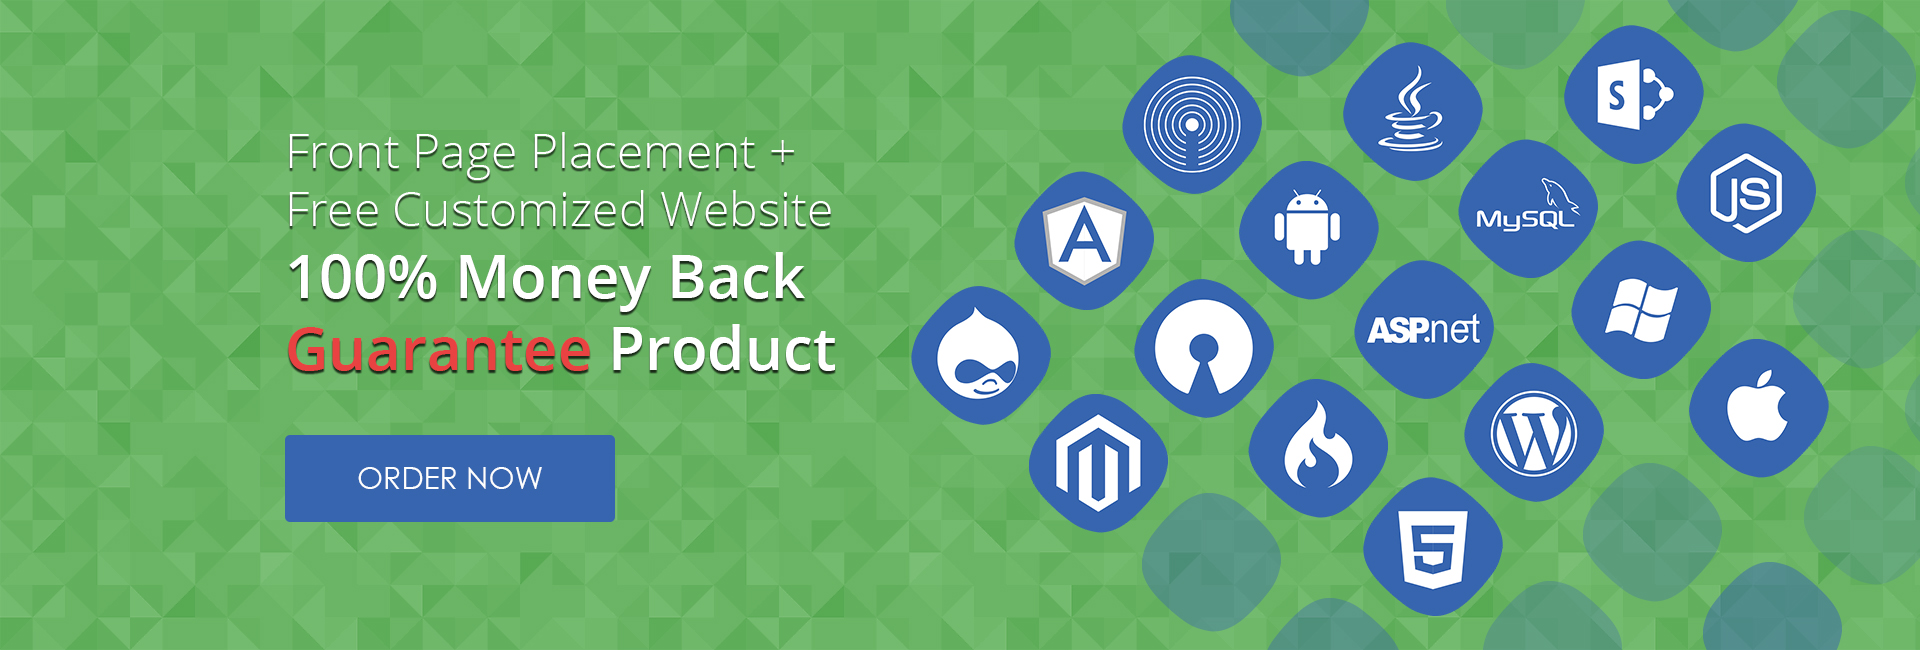 Front Page Placement +
Free Customized Website
100% Money Back
Guarantee Product
ORDER NOW
S
JS
MySQL
A
ASP.net
W
5